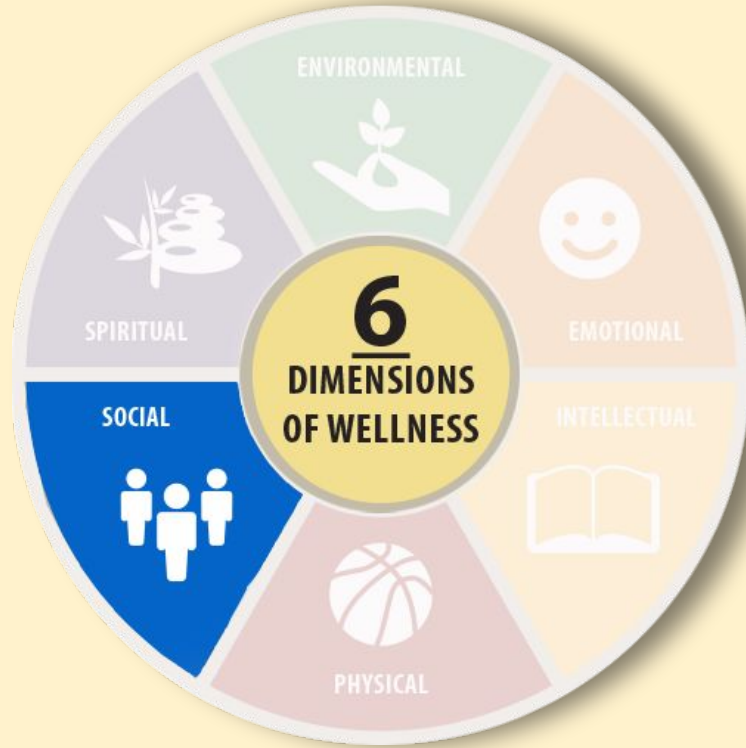 ENVIRONMENTAL
SPIRITUAL
EMOTIONAL
6
DIMENSIONS
OF WELLNESS
SOCIAL
INTELLECTUAL
PHYSICAL